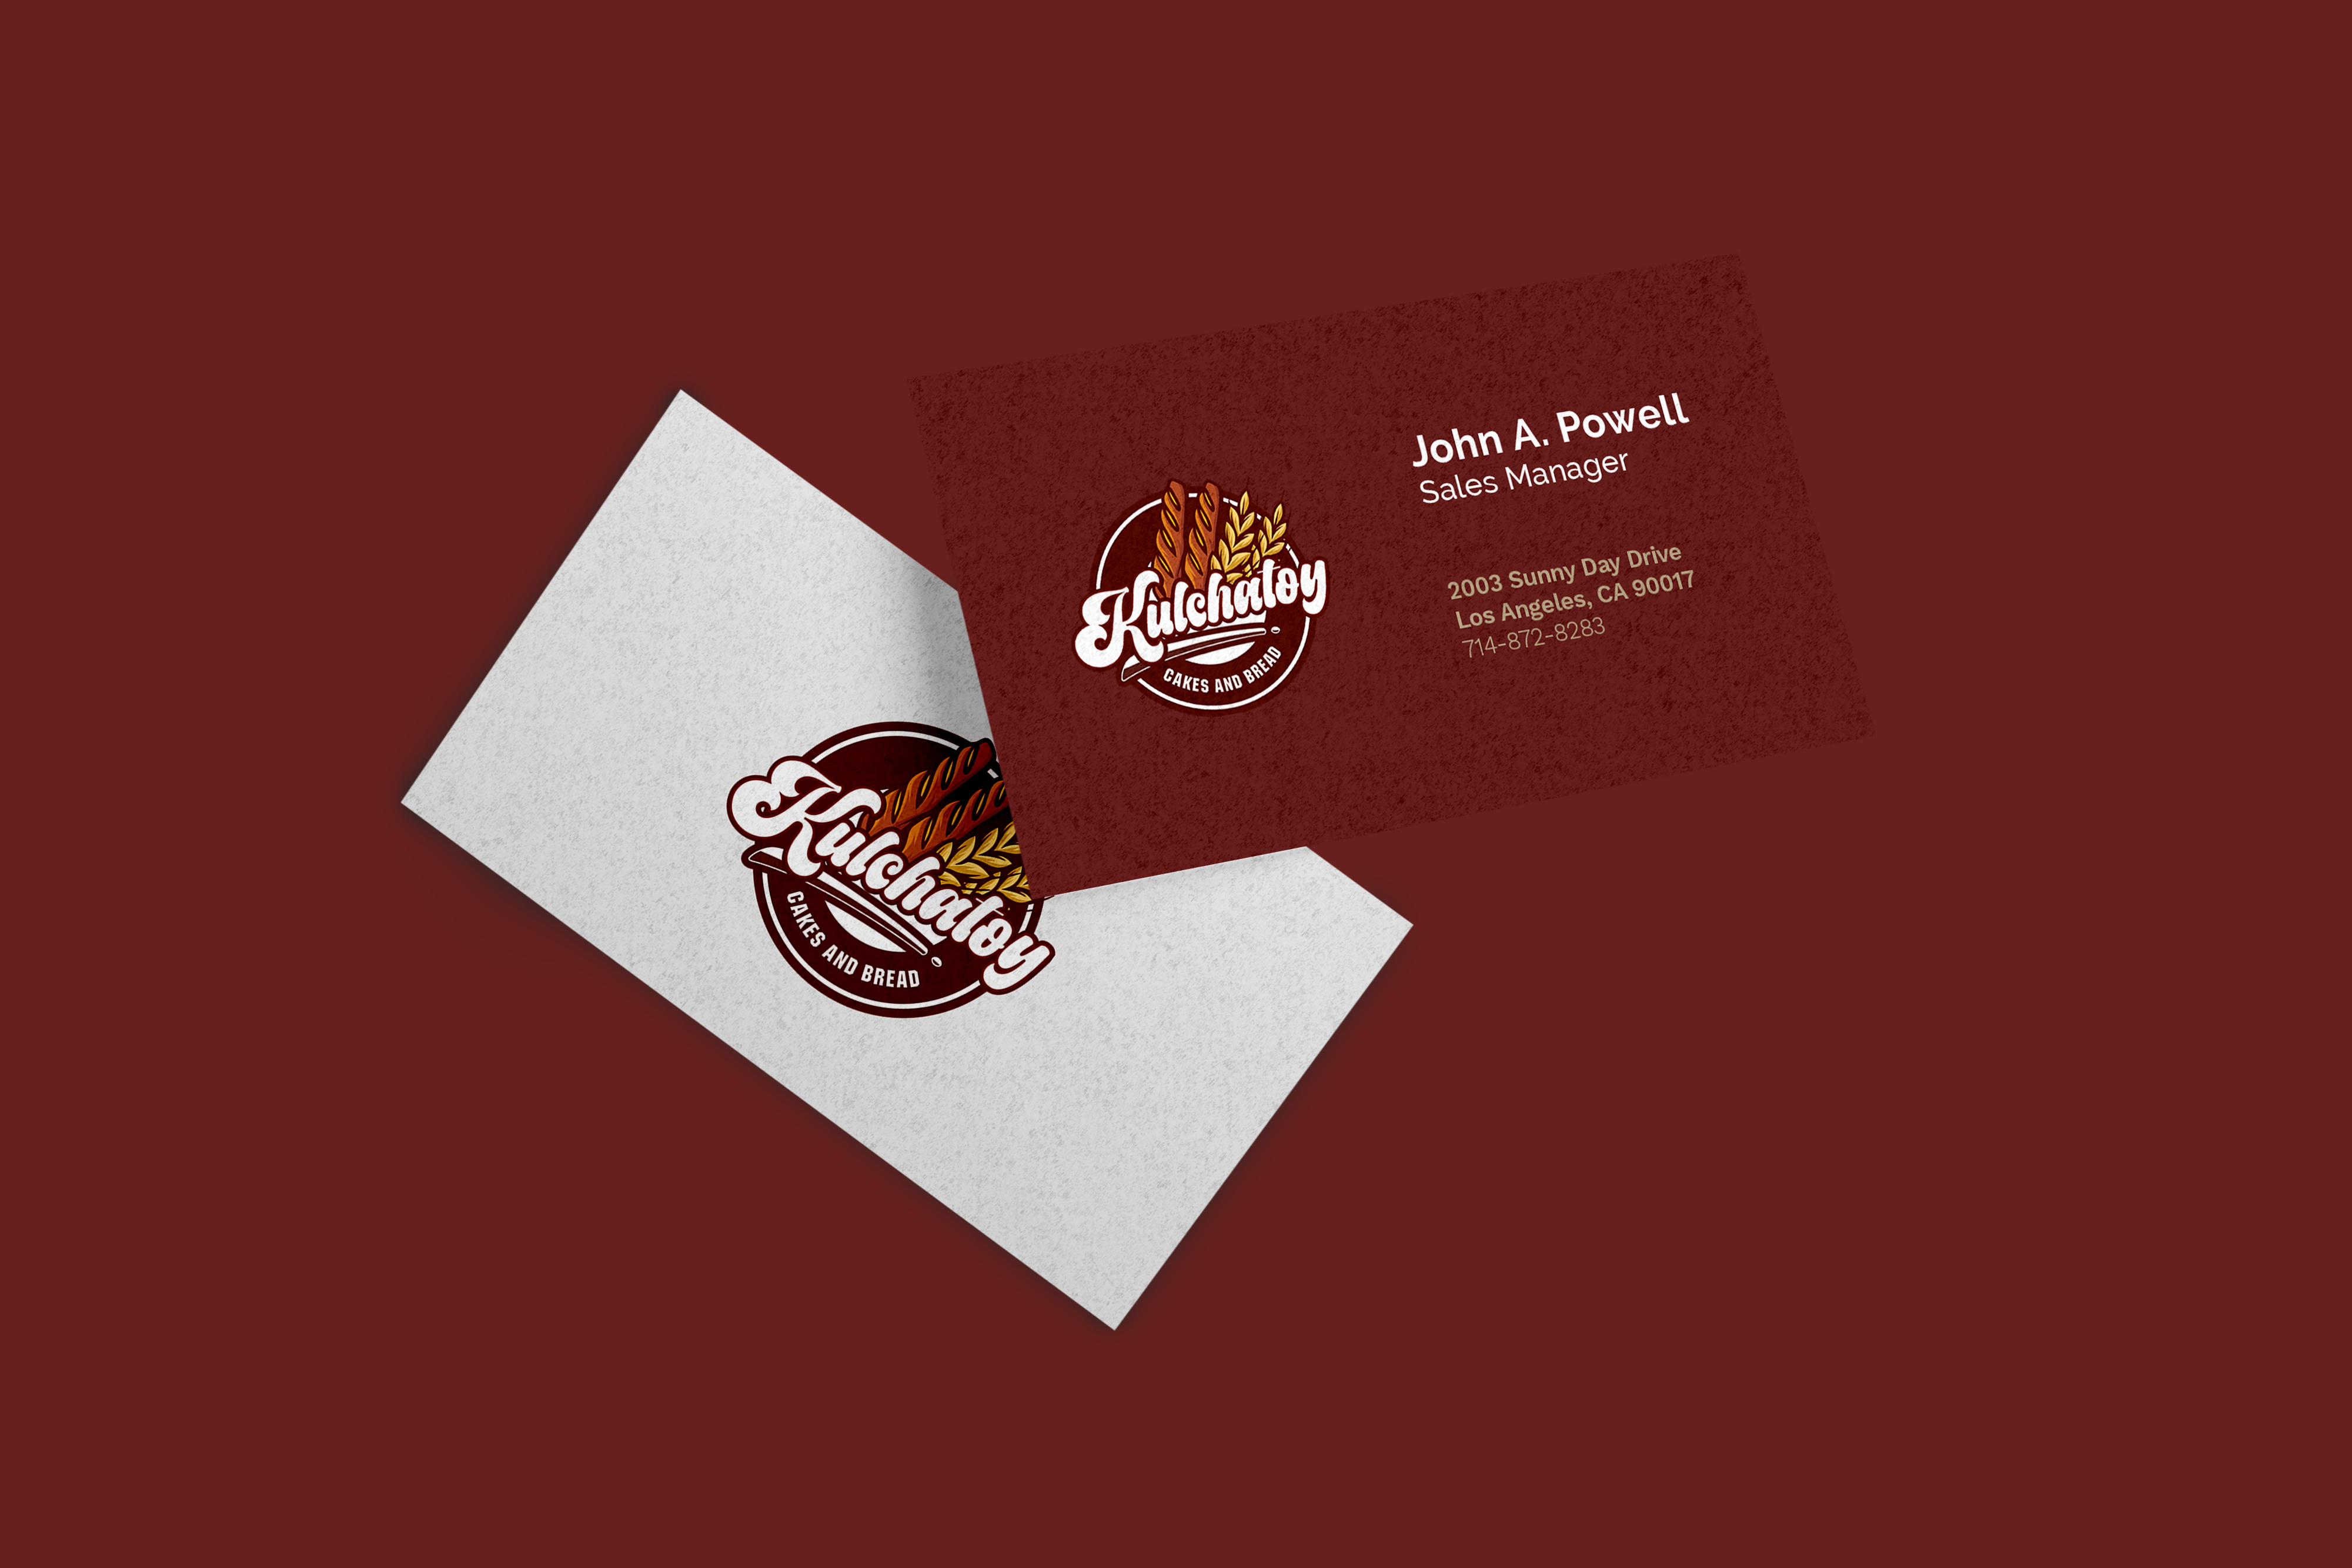 John A. Powell
Sales Manager
2003 Sunny Day Drive
Los Angeles, CA 90017
714-872-8283
Kulchatoy
CAKES AND BREAD
Kulchatoy
CAKES AND BREAD